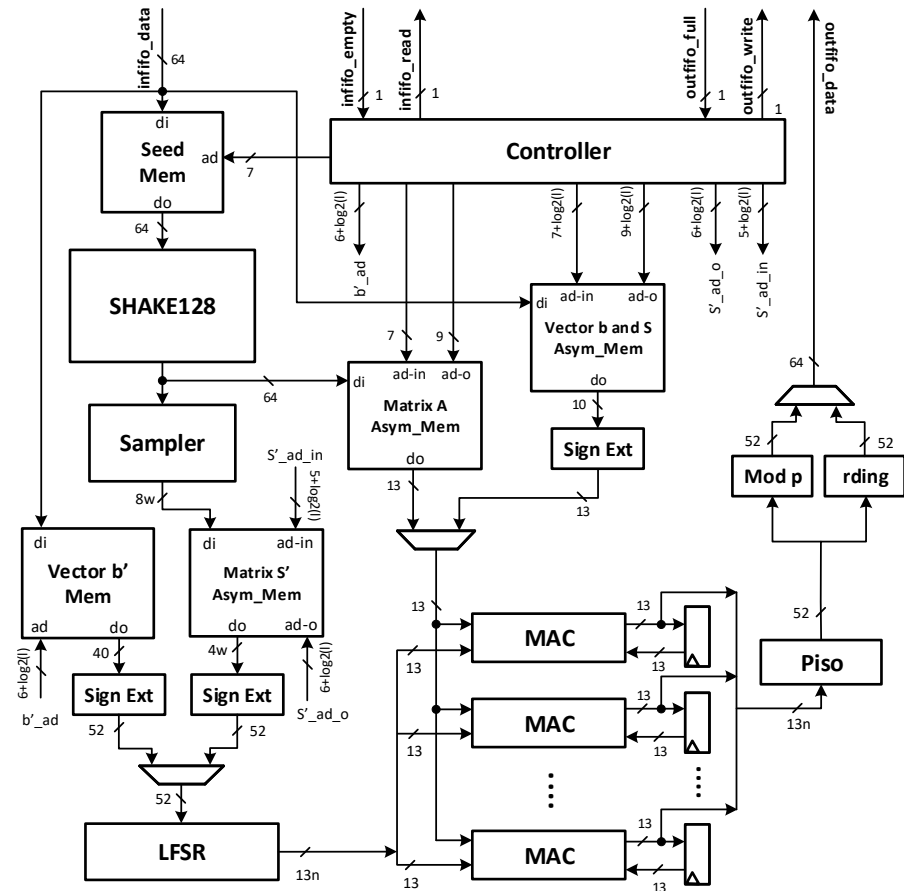 infifo_data
64
infifo_empty
1
infifo_read
1
outfifo_full
1
outfifo_write
1
outfifo_data
di
Seed
Mem
ad
do
7
Controller
64
6+log2(l)
b'_ad
7+log2(l)
9+log2(l)
6+log2(l)
S'_ad_o
5+log2(l)
S'_ad_in
SHAKE128
7
9
di
ad-in
ad-o
Vector b and S
Asym_Mem
do
64
64
di
ad-in
ad-o
Matrix A
Asym_Mem
do
10
Sign Ext
Sampler
S'_ad_in
5+log2(l)
13
13
52
52
Mod p
rding
8w
di
Vector b'
Mem
ad
do
di
ad-in
Matrix S'
Asym_Mem
do
ad-o
6+log2(l)
b'_ad
40
4w
6+log2(l)
S'_ad_o
Sign Ext
Sign Ext
52
52
52
LFSR
13n
13
13
MAC
13
13
13
MAC
13
13
13
MAC
13
13
13n
Piso
52